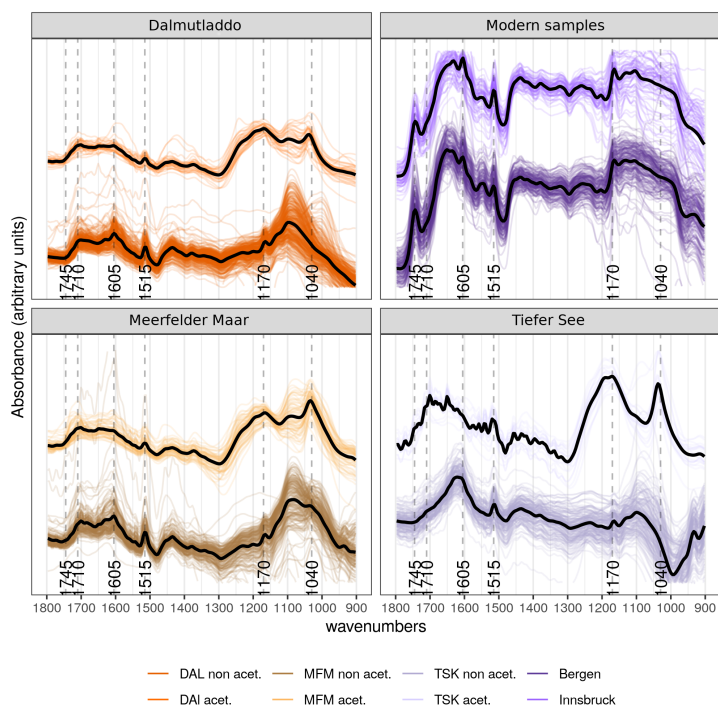 Dalmutladdo
Modern samples
1745
1710
1605
1515
1170
1040
1745
1710
1605
1515
1170
1040
Absorbance (arbitrary units)
Meerfelder Maar
Tiefer See
1745
1710
1605
1515
1170
1040
1745
1710
1605
1515
1170
1040
1800 1700 1600 1500 1400 1300 1200 1100 1000 900
1800 1700 1600 1500 1400 1300 1200 1100 1000 900
wavenumbers
DAL non acet. MFM non acet. TSK non acet. Bergen
DAl acet. MFM acet. TSK acet. Innsbruck